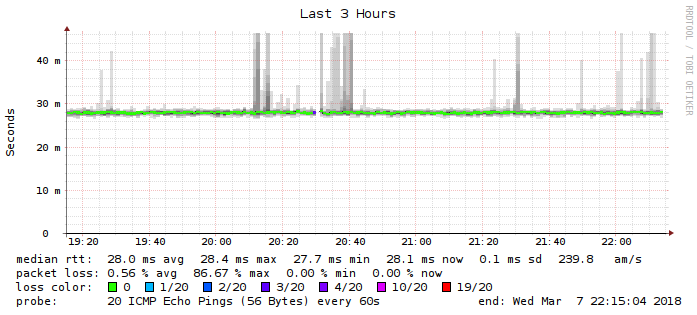 Last 3 Hours
RRDTOOL / TOBI OETIKER
Seconds
40 m
30 m
20 m
10 m
0
19:20 19:40 20:00 20:20 20:40 21:00 21:20 21:40 22:00
median rtt: 28.0 ms avg 28.4 ms max 27.7 ms min 28.1 ms now 0.1 ms sd 239.8 am/s
packet loss: 0.56 % avg 86.67 % max 0.00 % min 0.00 % now
loss color: 0 1/20 2/20 3/20 4/20 10/20 19/20
probe: 20 ICMP Echo Pings (56 Bytes) every 60s end: Wed Mar 7 22:15:04 2018